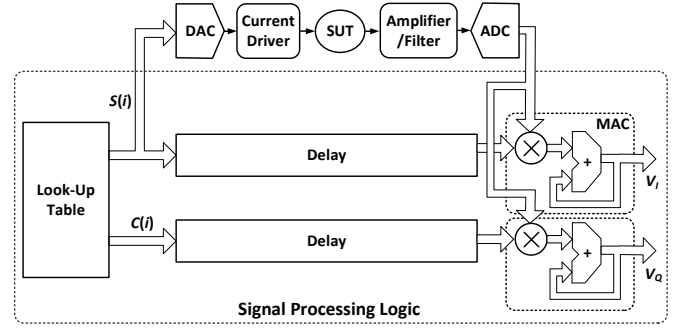 DAC
Current
Driver
SUT
Amplifier
/Filter
ADC
S(i)
MAC
Look-Up
Table
Delay
×
+
V_I
C(i)
Delay
×
+
V_Q
Signal Processing Logic